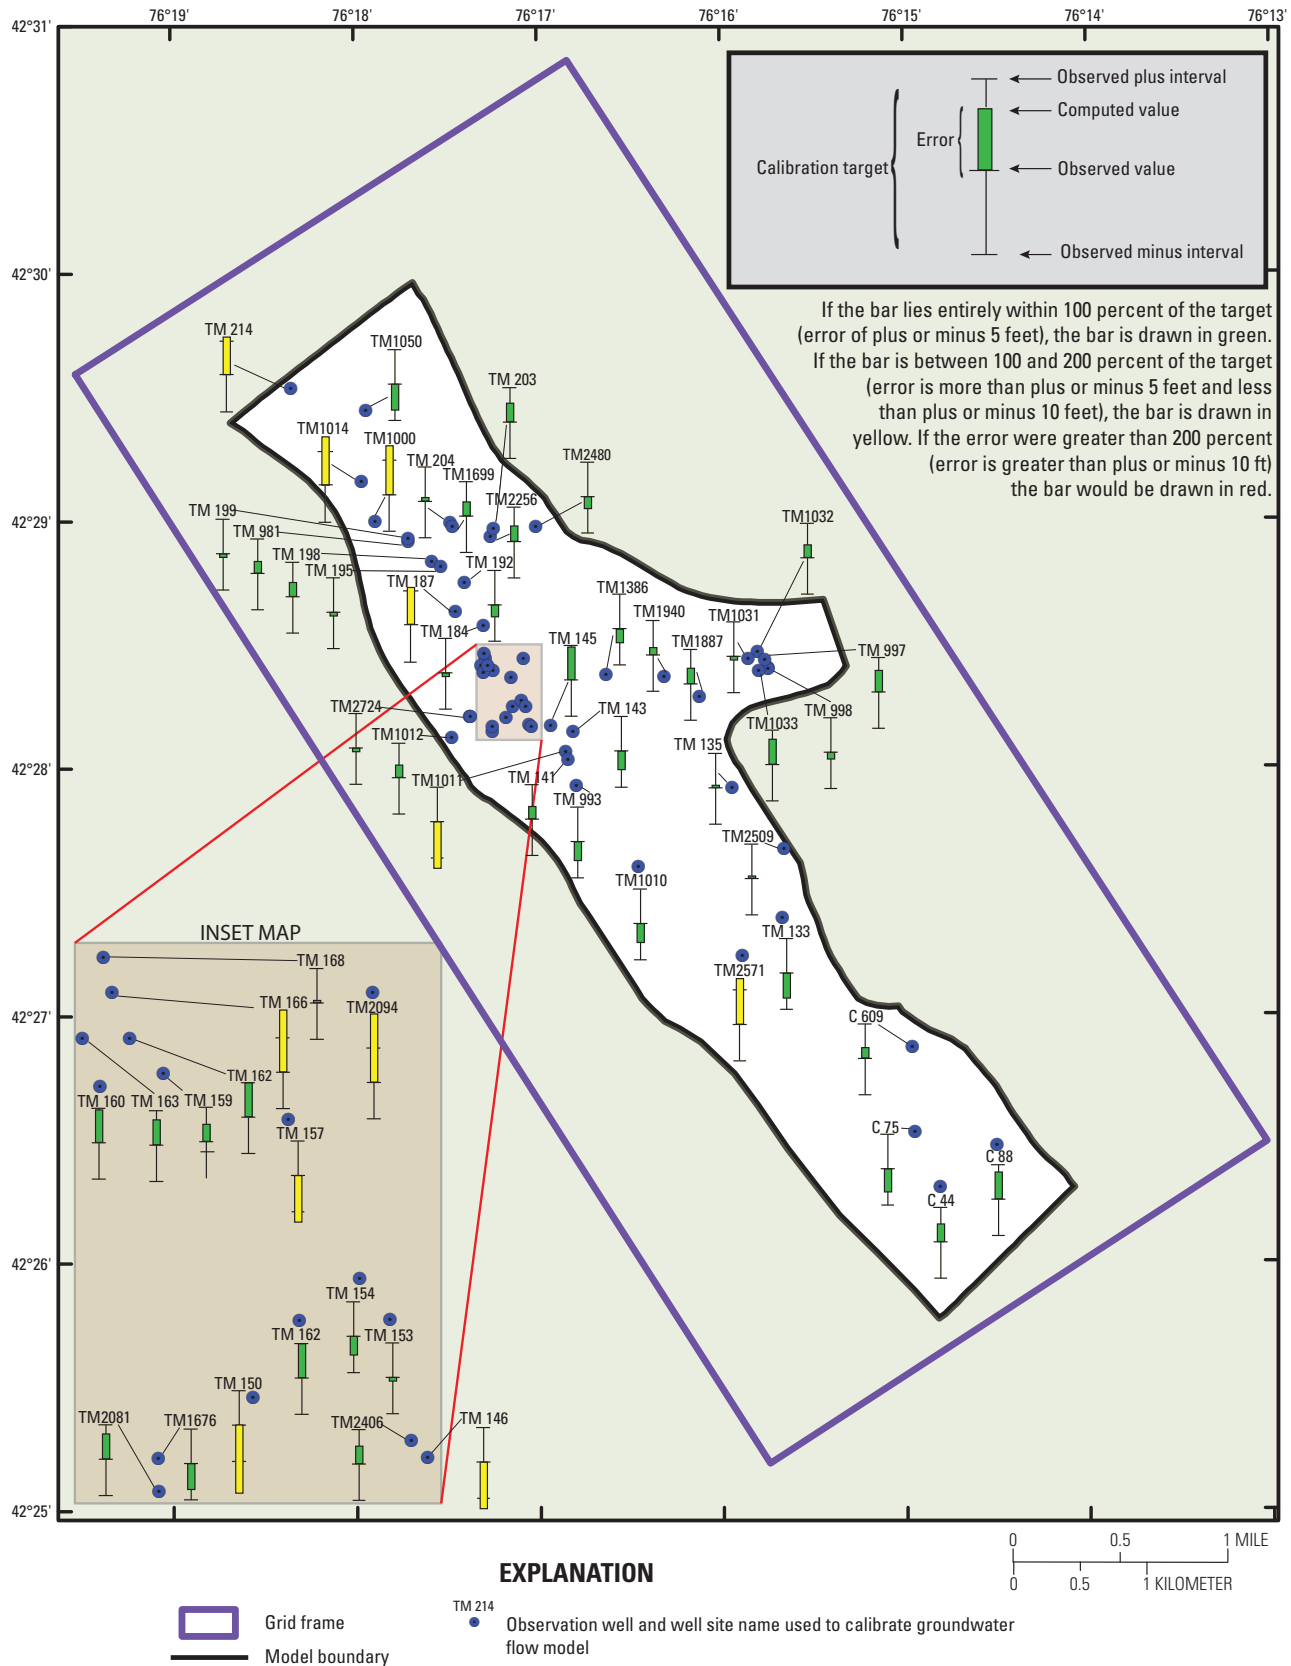 76°19' 76°18' 76°17' 76°16' 76°15' 76°14' 76°13'
42°31'
Observed plus interval
Computed value
Error
Calibration target
Observed value
Observed minus interval
42°30'
If the bar lies entirely within 100 percent of the target
(error of plus or minus 5 feet), the bar is drawn in green.
If the bar is between 100 and 200 percent of the target
(error is more than plus or minus 5 feet and less
than plus or minus 10 feet), the bar is drawn in
yellow. If the error were greater than 200 percent
(error is greater than plus or minus 10 ft)
the bar would be drawn in red.
TM 214
TM1050
TM 203
TM1014
TM1000
TM 204
TM1699
TM2480
TM2256
TM 199
42°29'
TM 981
TM 198
TM 195
TM 192
TM 187
TM1032
TM1386
TM1940
TM1031
TM 184
TM 145
TM1887
TM 997
TM2724
TM 143
TM 998
TM1033
TM1012
TM 135
42°28'
TM1011
TM 141
TM 993
TM2509
TM1010
TM 133
INSET MAP
TM 168
TM2571
TM 166
TM2094
42°27'
C 609
TM 162
TM 160
TM 163
TM 159
TM 157
C 75
C 88
C 44
42°26'
TM 154
TM 162
TM 153
TM 150
TM2081
TM1676
TM2406
TM 146
42°25'
0 0.5 1 MILE
0 0.5 1 KILOMETER
EXPLANATION
Grid frame
Model boundary
TM 214
Observation well and well site name used to calibrate groundwater
flow model